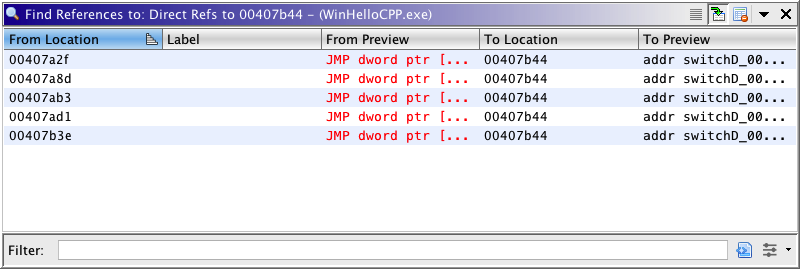 Find References to: Direct Refs to 00407b44 – (WinHelloCPP.exe)
From Location Label From Preview To Location To Preview
00407a2f JMP dword ptr [... 00407b44 addr switchD_00...
00407a8d JMP dword ptr [... 00407b44 addr switchD_00...
00407ab3 JMP dword ptr [... 00407b44 addr switchD_00...
00407ad1 JMP dword ptr [... 00407b44 addr switchD_00...
00407b3e JMP dword ptr [... 00407b44 addr switchD_00...
Filter: